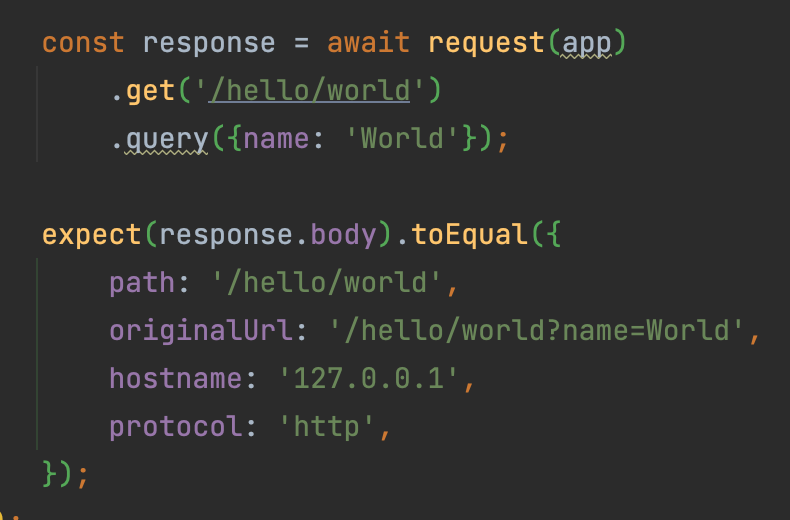 const response = await request(app)
    .get('/hello/world')
    .query({name: 'World'});

expect(response.body).toEqual({
    path: '/hello/world',
    originalUrl: '/hello/world?name=World',
    hostname: '127.0.0.1',
    protocol: 'http',
});